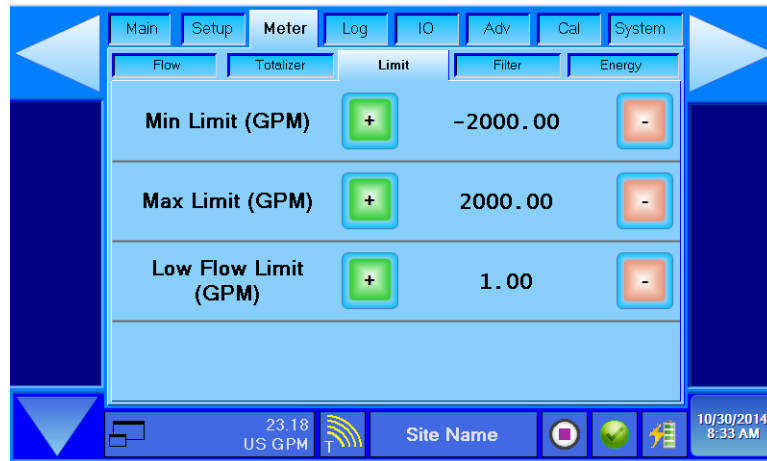 Main Setup Meter Log IO Adv Cal System
Flow Totalizer Limit Filter Energy
Min Limit (GPM) + -2000.00 -
Max Limit (GPM) + 2000.00 -
Low Flow Limit
(GPM) + 1.00 -
23.18
US GPM
T
Site Name
10/30/2014
8:33 AM